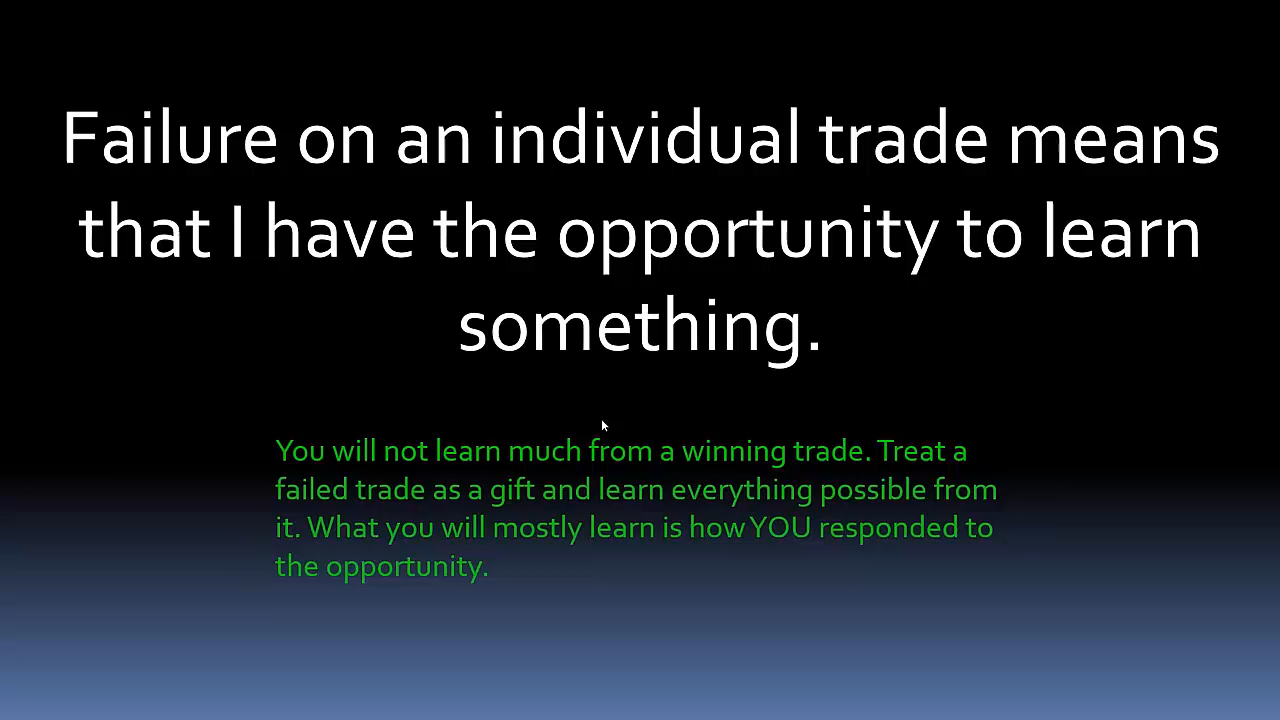 Failure on an individual trade means
that I have the opportunity to learn
something.
You will not learn much from a winning trade. Treat a
failed trade as a gift and learn everything possible from
it. What you will mostly learn is how YOU responded to
the opportunity.